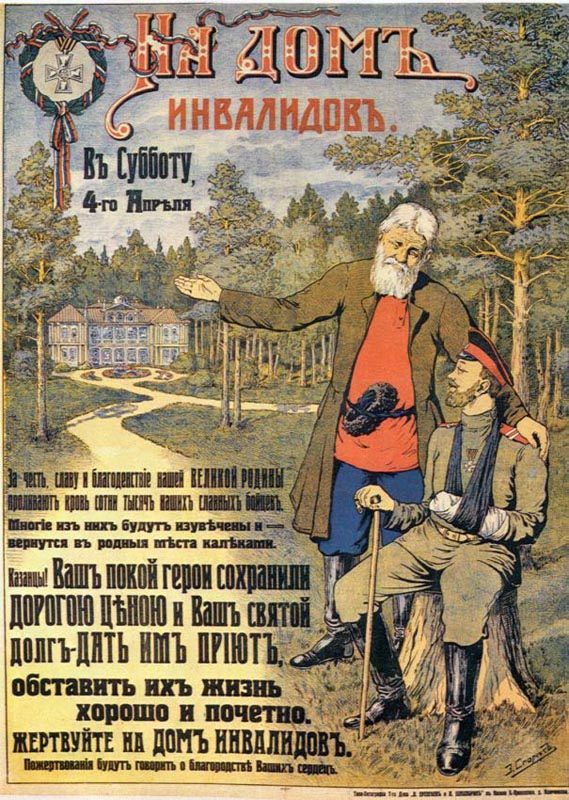 На Домъ
Инвалидовъ.
Въ Субботу,
4-го Апрѣля
За честь, славу и благоденствіе нашей ВЕЛИКОЙ РОДИНЫ
проливаютъ кровь сотни тысячъ нашихъ славныхъ бойцевъ.
Многіе изъ нихъ будутъ изувѣчены и —
вернутся въ родныя мѣста калѣками.
Казанцы! Вашъ покой герои сохранили
ДОРОГОЮ ЦѢНОЮ и Вашъ святой
долгъ-ДАТЬ ИМЪ ПРІЮТЪ,
обставить ихъ жизнь
хорошо и почетно.
Жертвуйте на ДОМЪ ИНВАЛИДОВЪ.
Пожертвованія будутъ говорить о благородствѣ Вашихъ сердецъ.